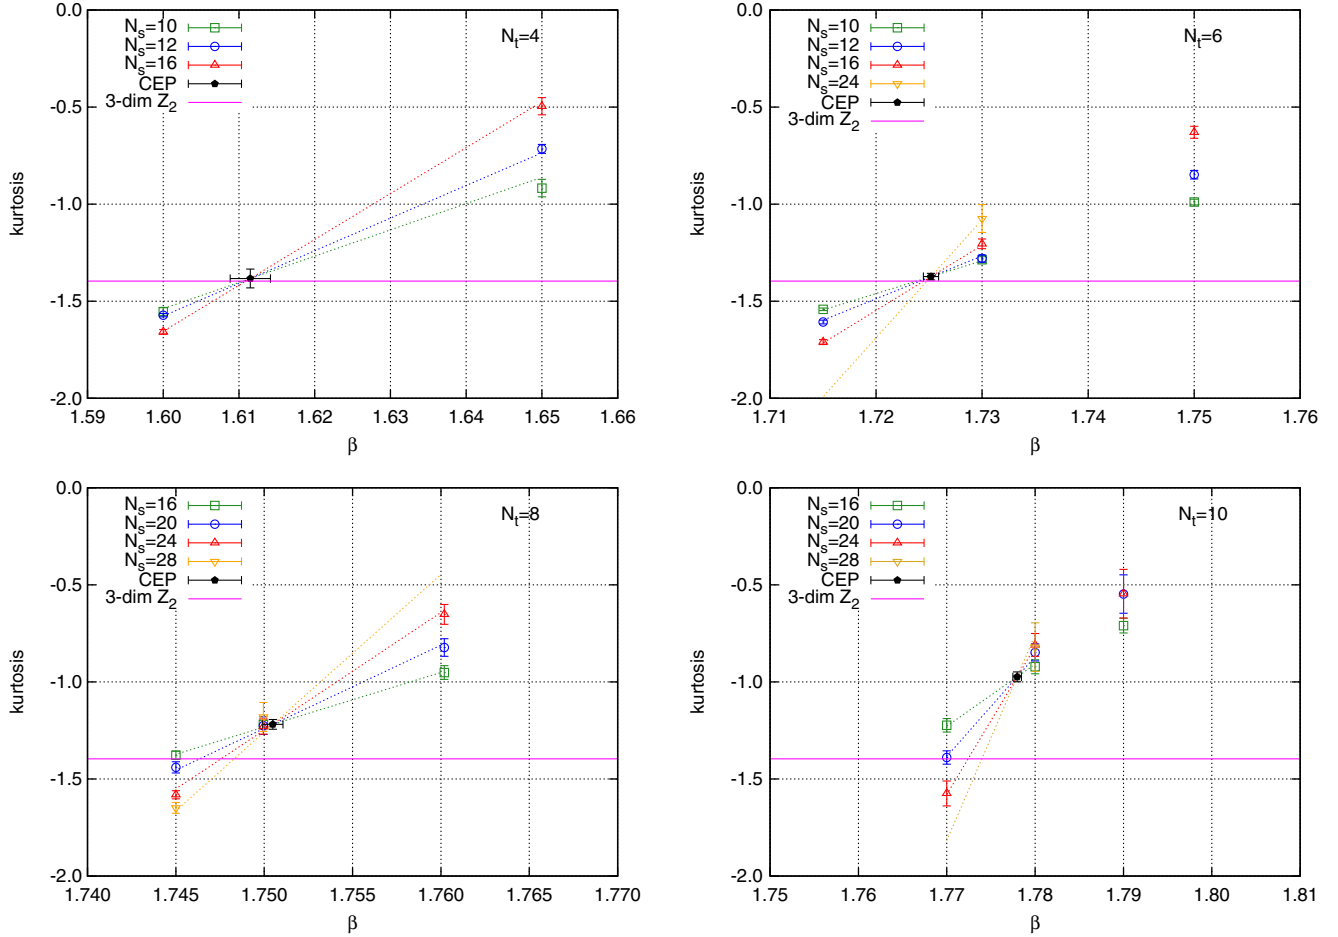 0.0
-0.5
-1.0
-1.5
-2.0
kurtosis
N_s=10
N_s=12
N_s=16
CEP
3-dim Z_2
N_t=4
1.59 1.60 1.61 1.62 1.63 1.64 1.65 1.66
β
0.0
-0.5
-1.0
-1.5
-2.0
kurtosis
N_s=10
N_s=12
N_s=16
N_s=24
CEP
3-dim Z_2
N_t=6
1.71 1.72 1.73 1.74 1.75 1.76
β
0.0
-0.5
-1.0
-1.5
-2.0
kurtosis
N_s=16
N_s=20
N_s=24
N_s=28
CEP
3-dim Z_2
N_t=8
1.740 1.745 1.750 1.755 1.760 1.765 1.770
β
0.0
-0.5
-1.0
-1.5
-2.0
kurtosis
N_s=16
N_s=20
N_s=24
N_s=28
CEP
3-dim Z_2
N_t=10
1.75 1.76 1.77 1.78 1.79 1.80 1.81
β